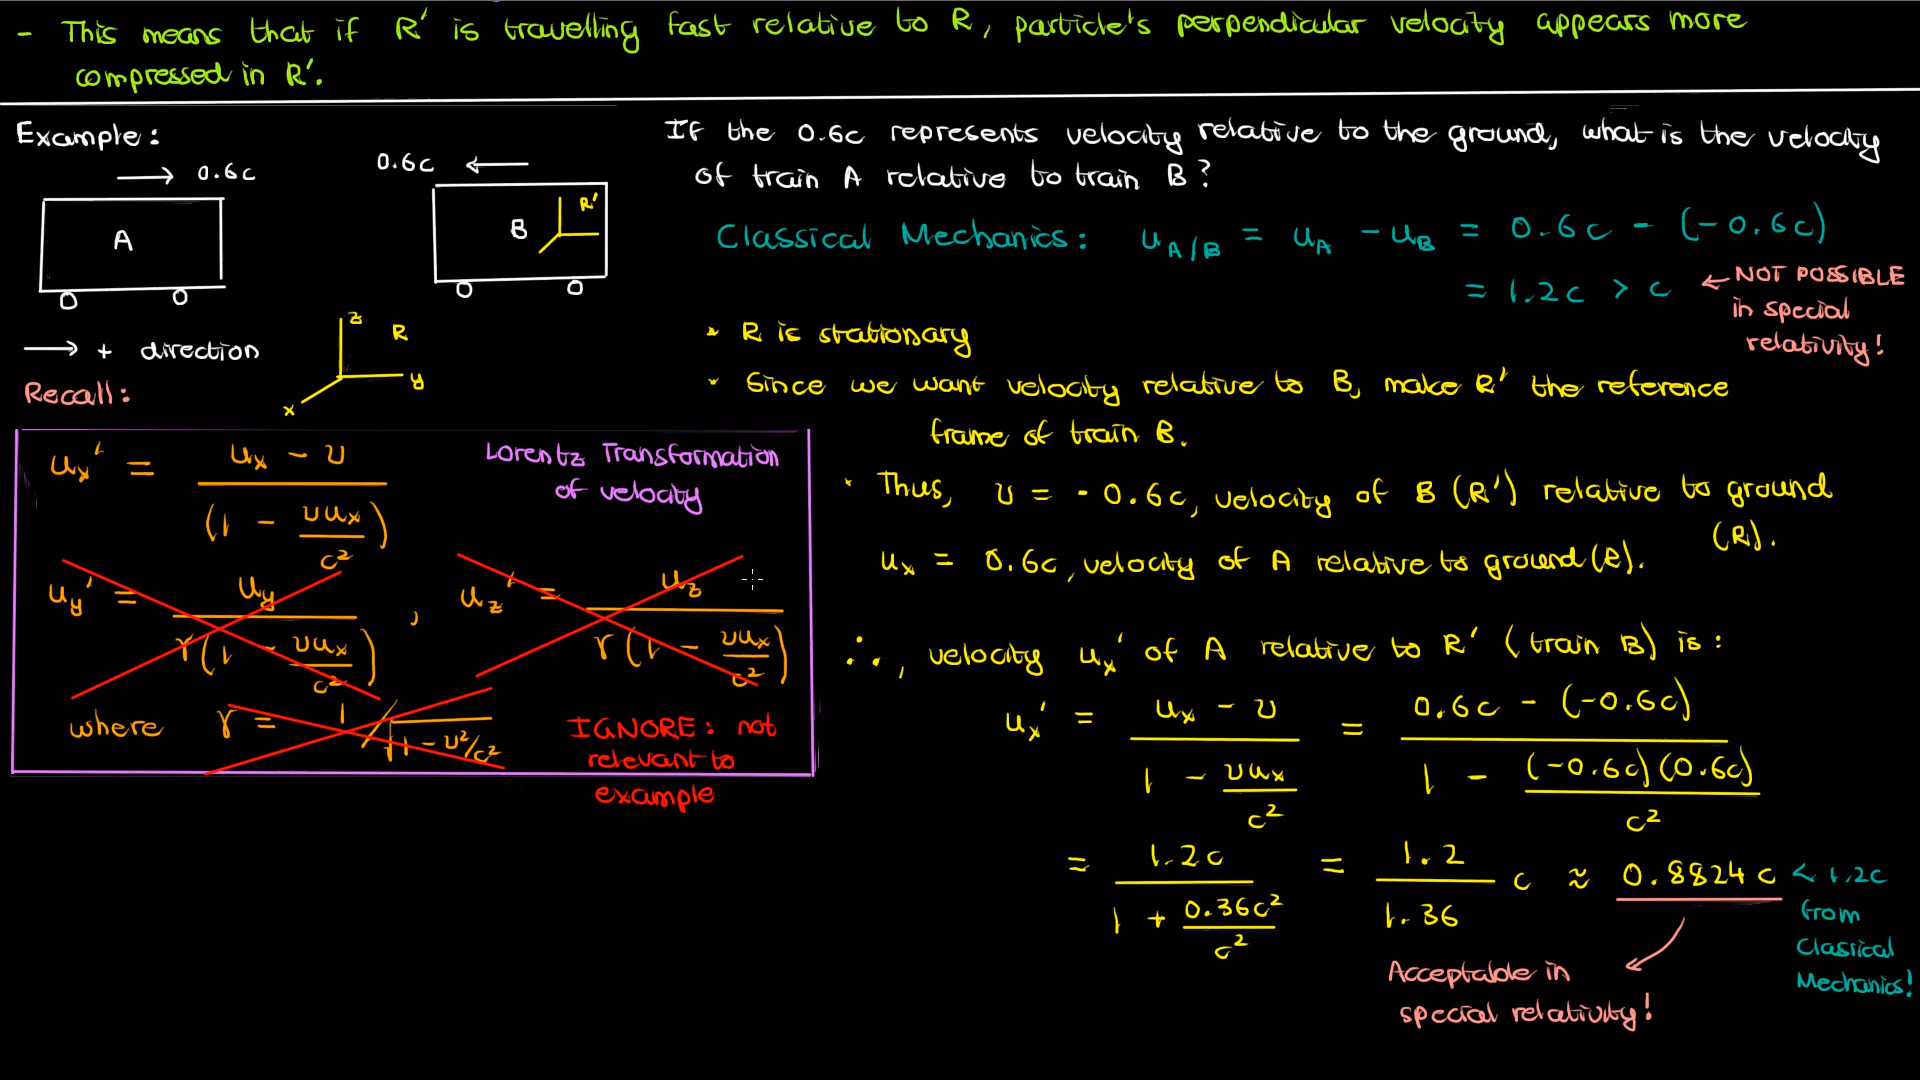 - This means that if R' is travelling fast relative to R, particle's perpendicular velocity appears more
compressed in R'.
Example:
→ 0.6c
A
0.6c ←
B
R'
→ + direction
z R
y
x
If the 0.6c represents velocity relative to the ground, what is the velocity
of train A relative to train B?
Classical Mechanics: u_{A/B} = u_A - u_B = 0.6c - (-0.6c)
= 1.2c > c
← NOT POSSIBLE
in special
relativity!
• R is stationary
• Since we want velocity relative to B, make R' the reference
frame of train B.
• Thus, v = -0.6c, velocity of B (R') relative to ground
(R).
u_x = 0.6c, velocity of A relative to ground (R).
Recall:
Lorentz Transformation
of velocity
u_x' = (u_x - v) / (1 - vu_x/c²)
u_y' = u_y / γ(1 - vu_x/c²) , u_z' = u_z / γ(1 - vu_x/c²)
where γ = 1/√(1 - v²/c²)
IGNORE: not
relevant to
example
∴, velocity u_x' of A relative to R' (train B) is:
u_x' = (u_x - v) / (1 - vu_x/c²) = (0.6c - (-0.6c)) / (1 - (-0.6c)(0.6c)/c²)
= 1.2c / (1 + 0.36c²/c²) = 1.2/1.36 c ≈ 0.8824c
< 1.2c
from
Classical
Mechanics!
Acceptable in
special relativity!